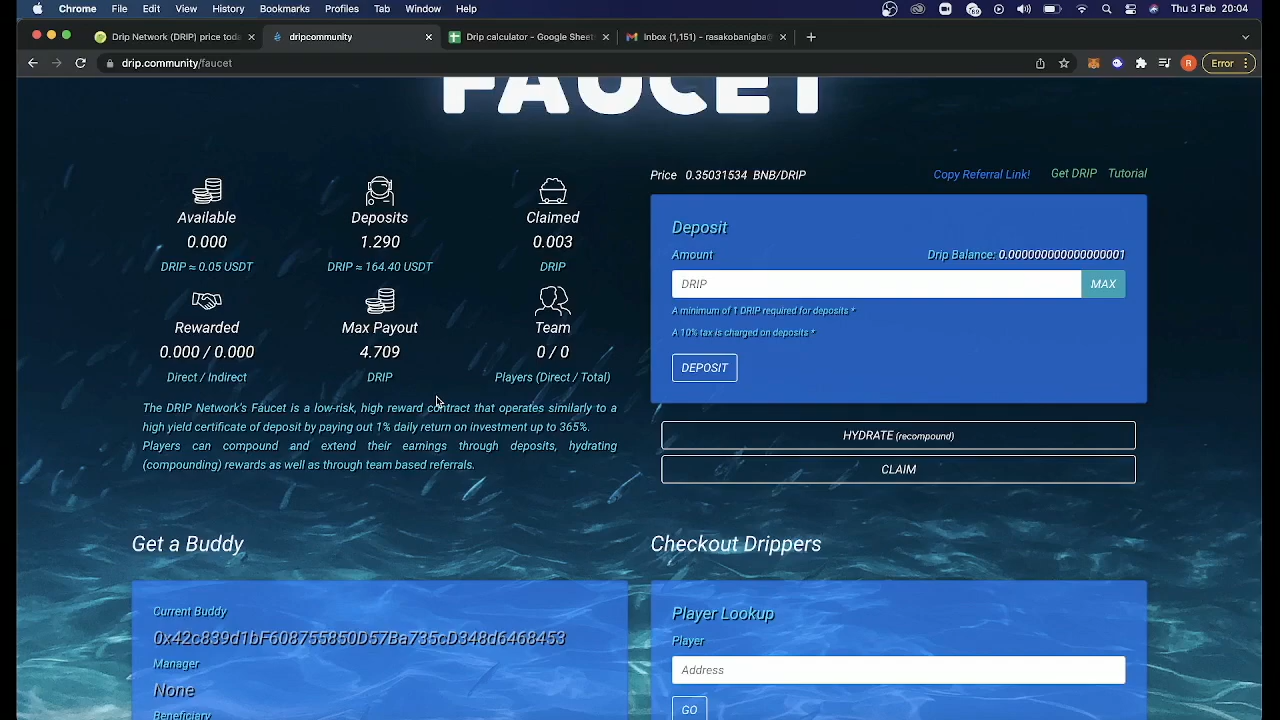 Chrome File Edit View History Bookmarks Profiles Tab Window Help Thu 3 Feb 20:04
Drip Network (DRIP) price toda dripcommunity Drip calculator - Google Sheets Inbox (1,151) - rasakobanigba@
drip.community/faucet R Error
FAUCET
Price 0.35031534 BNB/DRIP Copy Referral Link! Get DRIP Tutorial
Available Deposits Claimed
0.000 1.290 0.003
DRIP ≈ 0.05 USDT DRIP ≈ 164.40 USDT DRIP
Rewarded Max Payout Team
0.000 / 0.000 4.709 0 / 0
Direct / Indirect DRIP Players (Direct / Total)
The DRIP Network's Faucet is a low-risk, high reward contract that operates similarly to a
high yield certificate of deposit by paying out 1% daily return on investment up to 365%.
Players can compound and extend their earnings through deposits, hydrating
(compounding) rewards as well as through team based referrals.
Deposit
Amount Drip Balance: 0.000000000000000001
DRIP MAX
A minimum of 1 DRIP required for deposits *
A 10% tax is charged on deposits *
DEPOSIT
HYDRATE (recompound)
CLAIM
Get a Buddy
Current Buddy
0x42c839d1bF608755850D57Ba735cD348d6468453
Manager
None
Beneficiary
Checkout Drippers
Player Lookup
Player
Address
GO